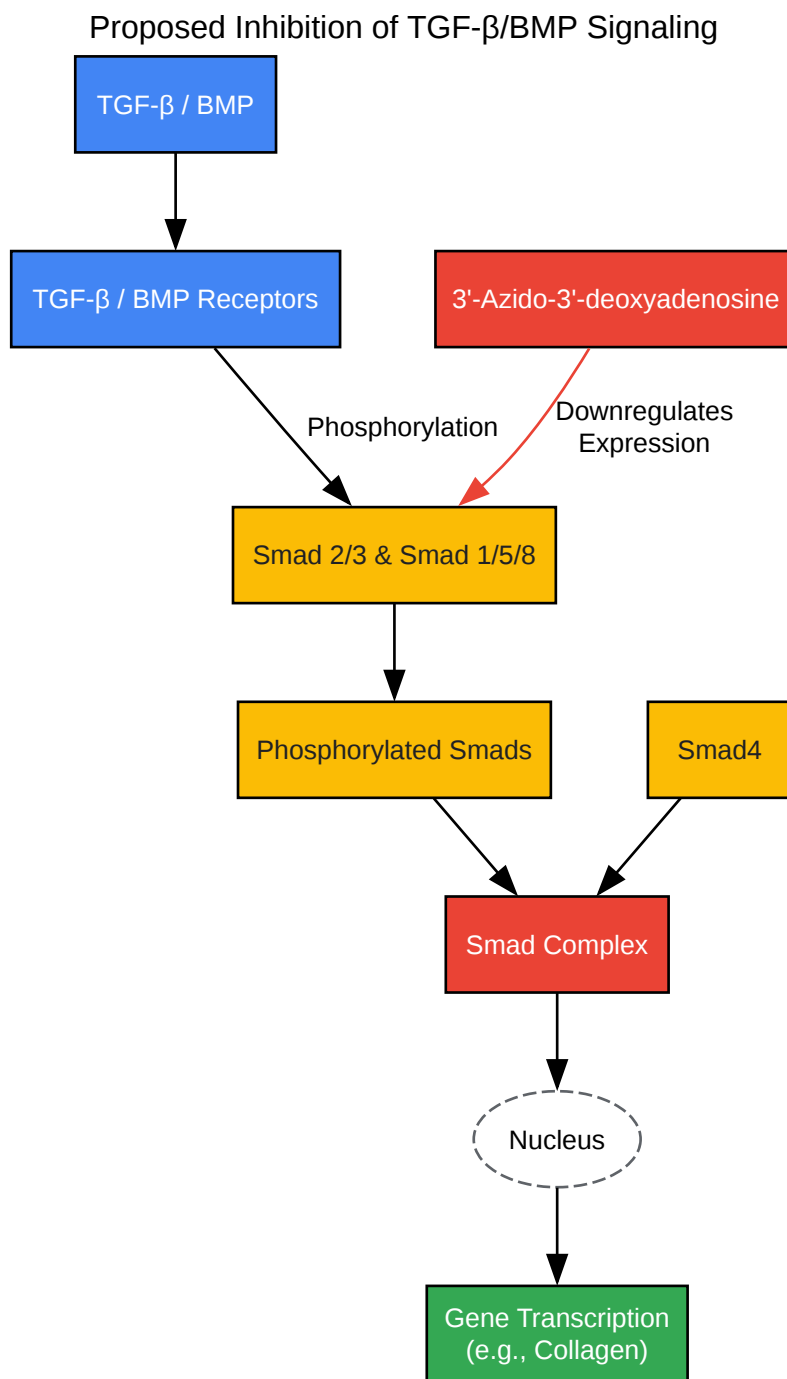 Proposed Inhibition of TGF-β/BMP Signaling
TGF-β / BMP
TGF-β / BMP Receptors
3'-Azido-3'-deoxyadenosine
Phosphorylation
Downregulates
Expression
Smad 2/3 & Smad 1/5/8
Phosphorylated Smads
Smad4
Smad Complex
Nucleus
Gene Transcription
(e.g., Collagen)